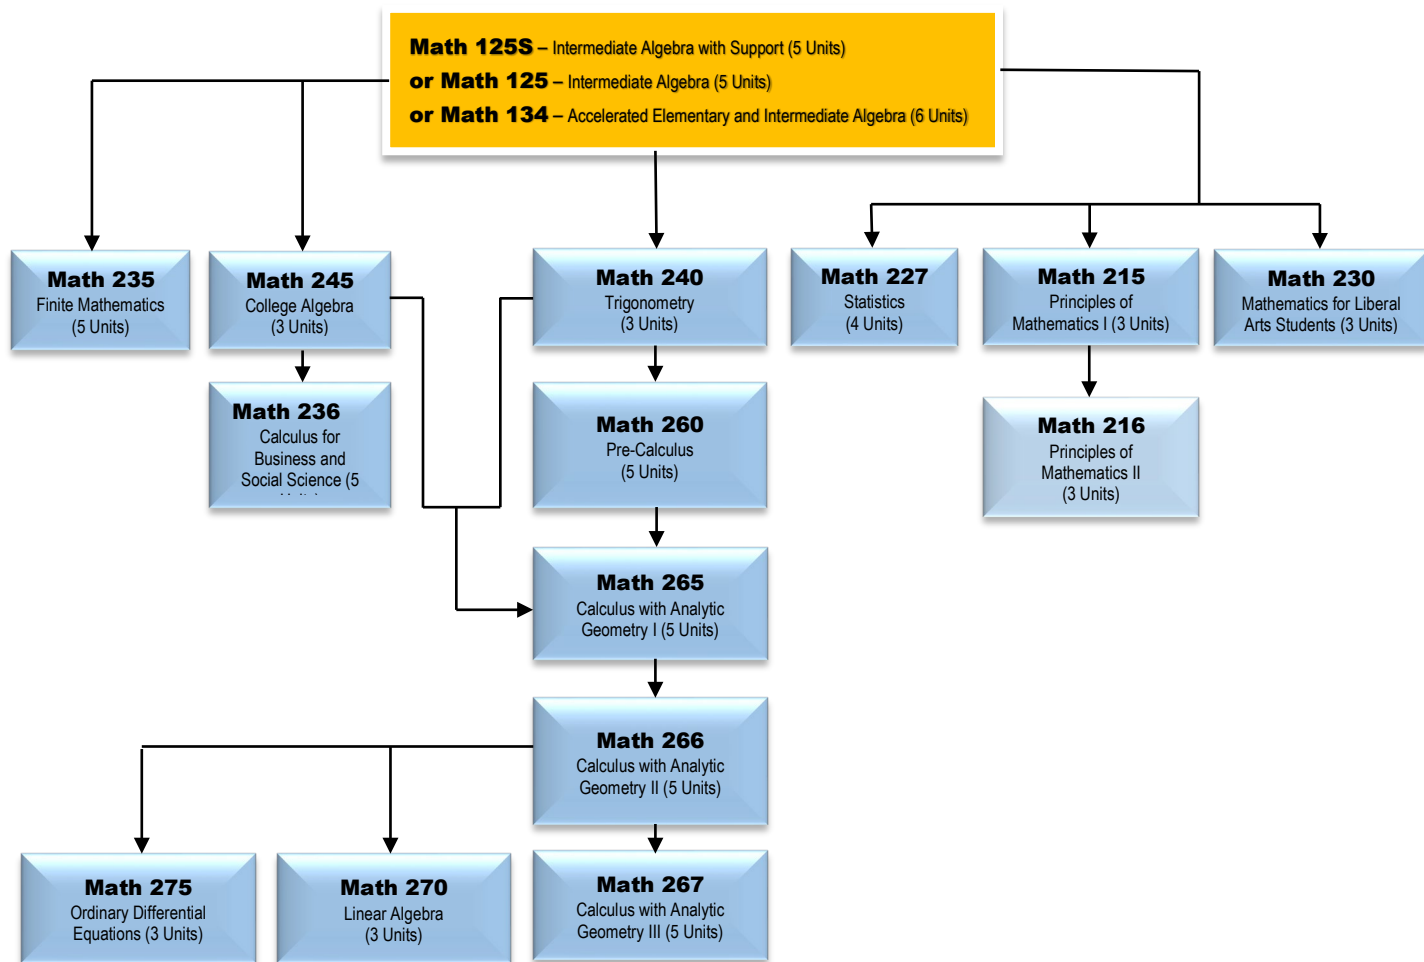 Math 125S – Intermediate Algebra with Support (5 Units)
or Math 125 – Intermediate Algebra (5 Units)
or Math 134 – Accelerated Elementary and Intermediate Algebra (6 Units)
Math 235
Finite Mathematics
(5 Units)
Math 245
College Algebra
(3 Units)
Math 240
Trigonometry
(3 Units)
Math 227
Statistics
(4 Units)
Math 215
Principles of
Mathematics I (3 Units)
Math 230
Mathematics for Liberal
Arts Students (3 Units)
Math 236
Calculus for
Business and
Social Science (5
Math 260
Pre-Calculus
(5 Units)
Math 216
Principles of
Mathematics II
(3 Units)
Math 265
Calculus with Analytic
Geometry I (5 Units)
Math 266
Calculus with Analytic
Geometry II (5 Units)
Math 275
Ordinary Differential
Equations (3 Units)
Math 270
Linear Algebra
(3 Units)
Math 267
Calculus with Analytic
Geometry III (5 Units)